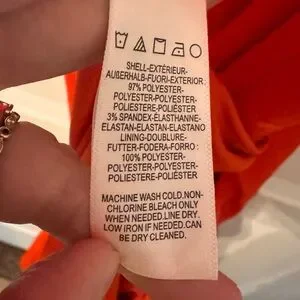 SHELL-EXTÉRIEUR-
AUßERHALB-FUORI-EXTERIOR
97% POLYESTER-
POLYESTER-POLYESTER-
POLIESTERE-POLIÉSTER
3% SPANDEX-ÉLASTHANNE-
ELASTAN-ELASTAN-ELASTANO
LINING-DOUBLURE-
FUTTER-FODERA-FORRO
100% POLYESTER-
POLYESTER-POLYESTER-
POLIESTERE-POLIÉSTER
MACHINE WASH COLD.NON-
CHLORINE BLEACH ONLY
WHEN NEEDED.LINE DRY.
LOW IRON IF NEEDED.CAN
BE DRY CLEANED.